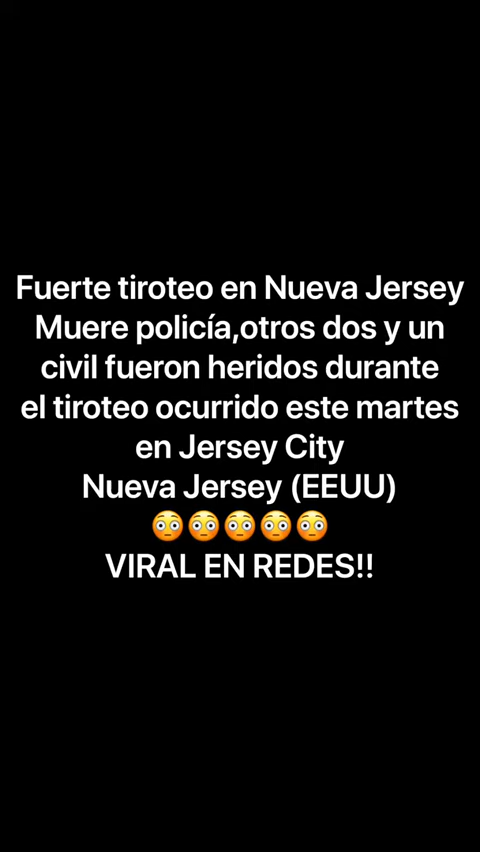 Fuerte tiroteo en Nueva Jersey
Muere policía,otros dos y un
civil fueron heridos durante
el tiroteo ocurrido este martes
en Jersey City
Nueva Jersey (EEUU)
😳😳😳😳😳
VIRAL EN REDES!!